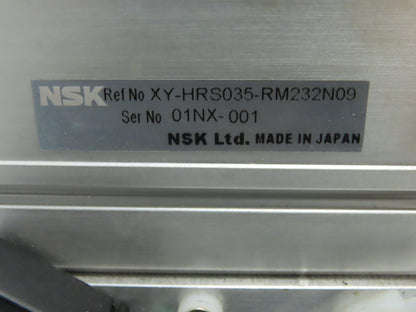 NSK Ref No XY-HRS035-RM232N09
Ser No 01NX-001
NSK Ltd. MADE IN JAPAN